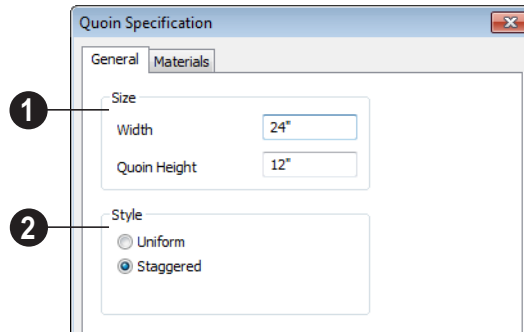 Quoin Specification
General Materials
1 Size
Width 24"
Quoin Height 12"
2 Style
Uniform
Staggered